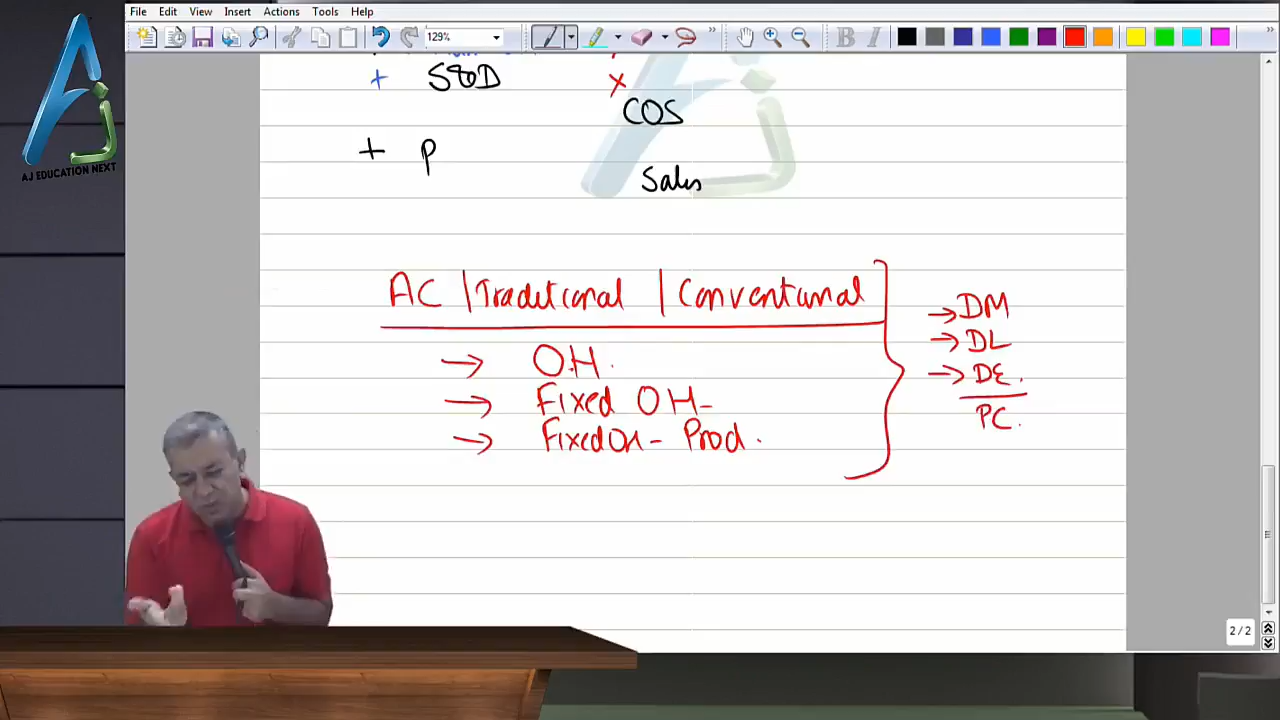 File Edit View Insert Actions Tools Help
129%
+ S&D
x
COS
+ P
Sales
AC | Traditional | Conventional
→ OH.
→ Fixed OH-
→ Fixed OH - Prod.
→ DM
→ DL
→ DE.
PC.
AJ EDUCATION NEXT
B I
2 / 2